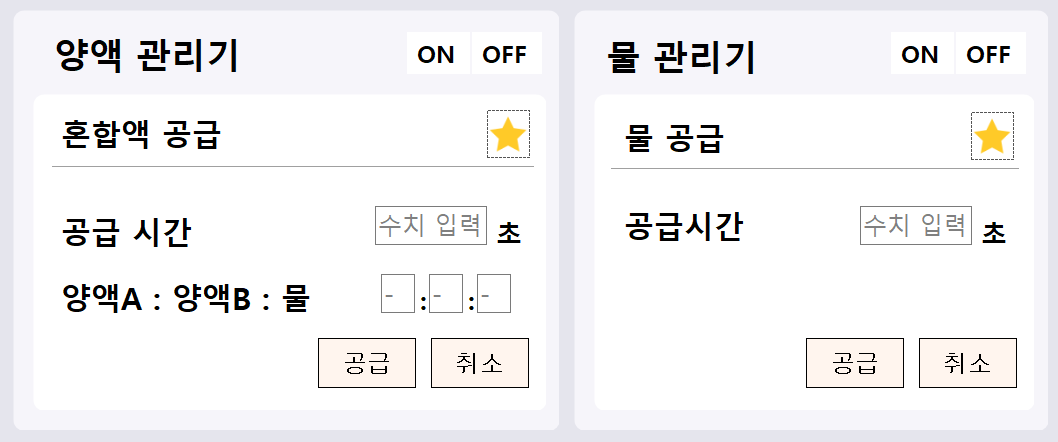 양액 관리기 ON OFF
혼합액 공급
공급 시간 수치 입력 초
양액A : 양액B : 물 - : - : -
공급 취소
물 관리기 ON OFF
물 공급
공급시간 수치 입력 초
공급 취소